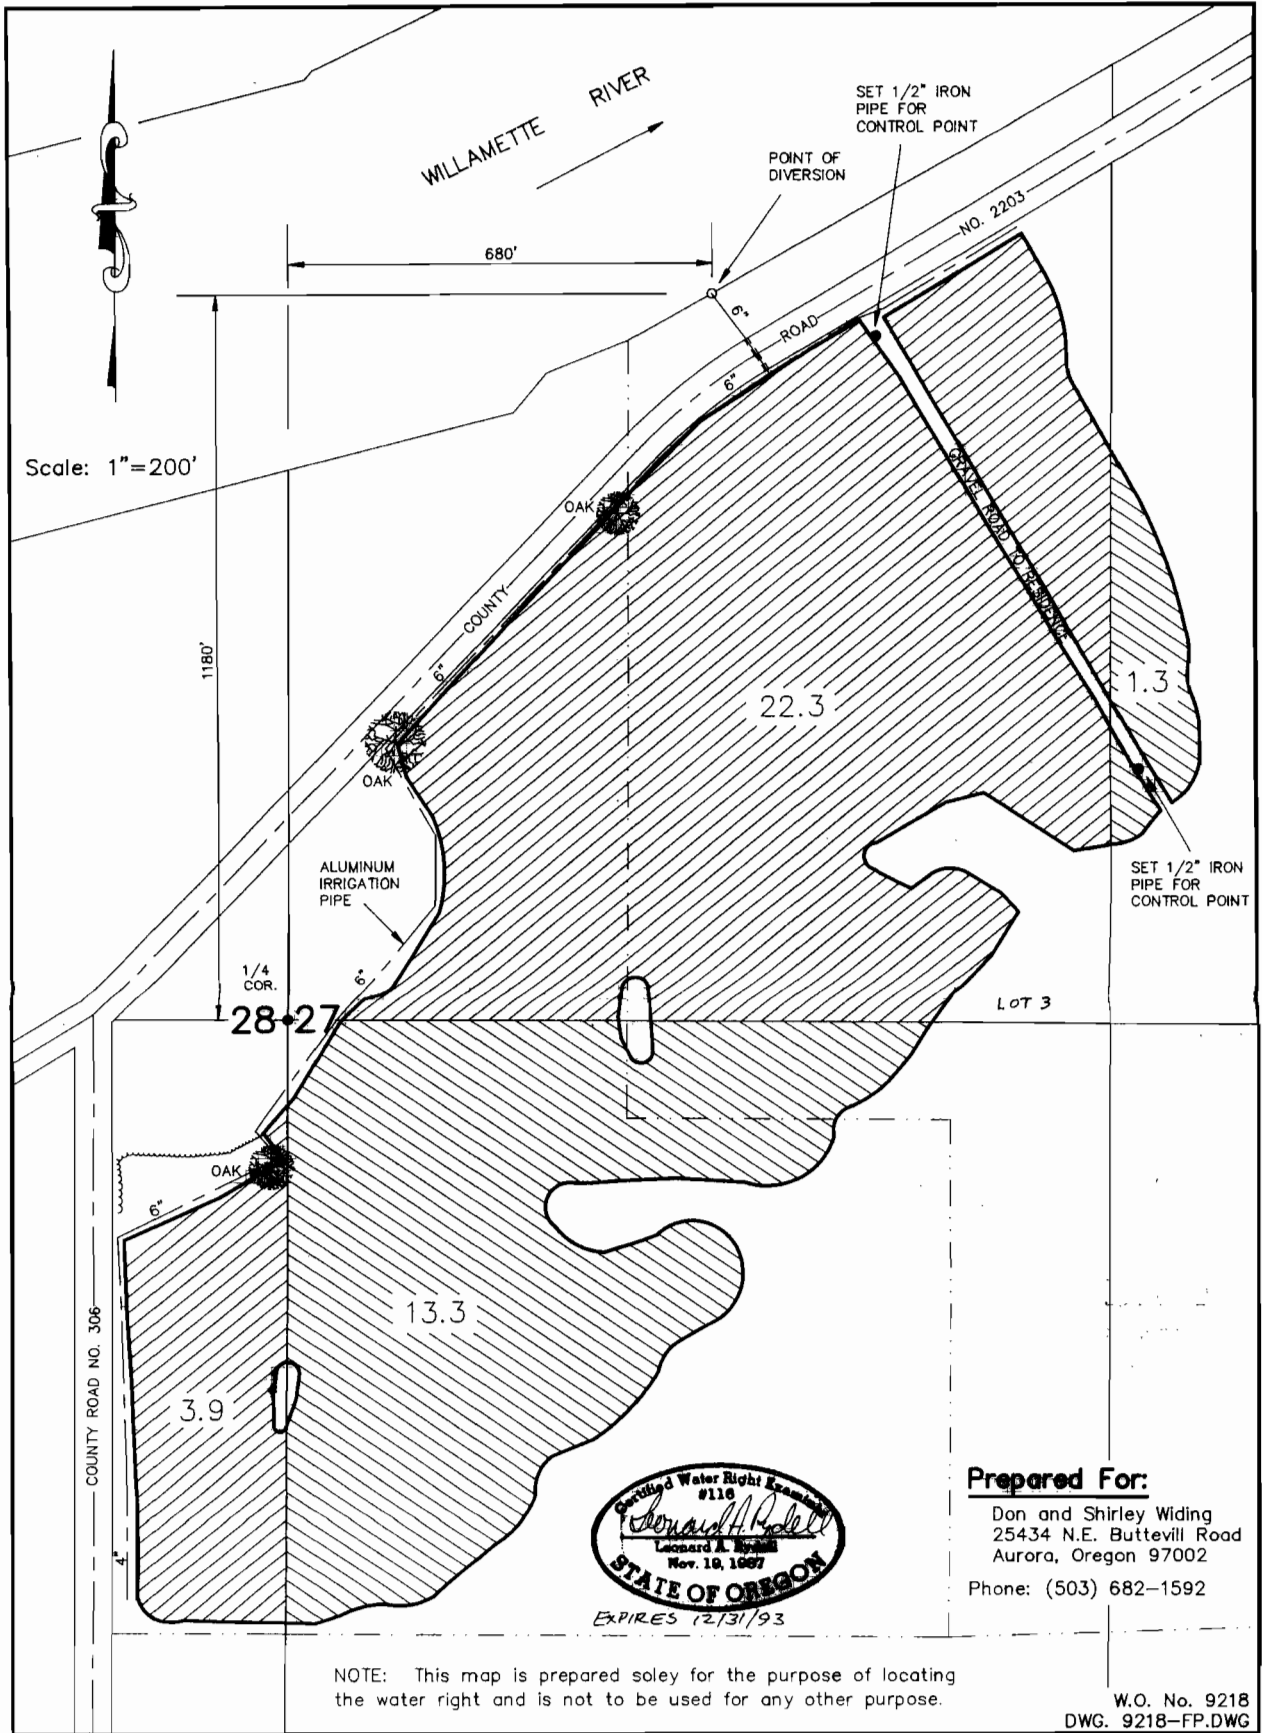 WILLAMETTE RIVER
SET 1/2" IRON
PIPE FOR
CONTROL POINT
POINT OF
DIVERSION
NO. 2203
680'
6"
ROAD
6"
Scale: 1"=200'
OAK
GRAVEL ROAD TO RESIDENCE
COUNTY
1180'
6"
22.3
1.3
OAK
ALUMINUM
IRRIGATION
PIPE
SET 1/2" IRON
PIPE FOR
CONTROL POINT
6"
1/4
COR.
28 27
LOT 3
OAK
6"
COUNTY ROAD NO. 306
13.3
3.9
4"
Certified Water Right Examiner
#116
Leonard A. Rydell
Leonard A. Rydell
Nov. 19, 1987
STATE OF OREGON
EXPIRES 12/31/93
Prepared For:
Don and Shirley Widing
25434 N.E. Buttevill Road
Aurora, Oregon 97002
Phone: (503) 682-1592
NOTE: This map is prepared soley for the purpose of locating
the water right and is not to be used for any other purpose.
W.O. No. 9218
DWG. 9218-FP.DWG